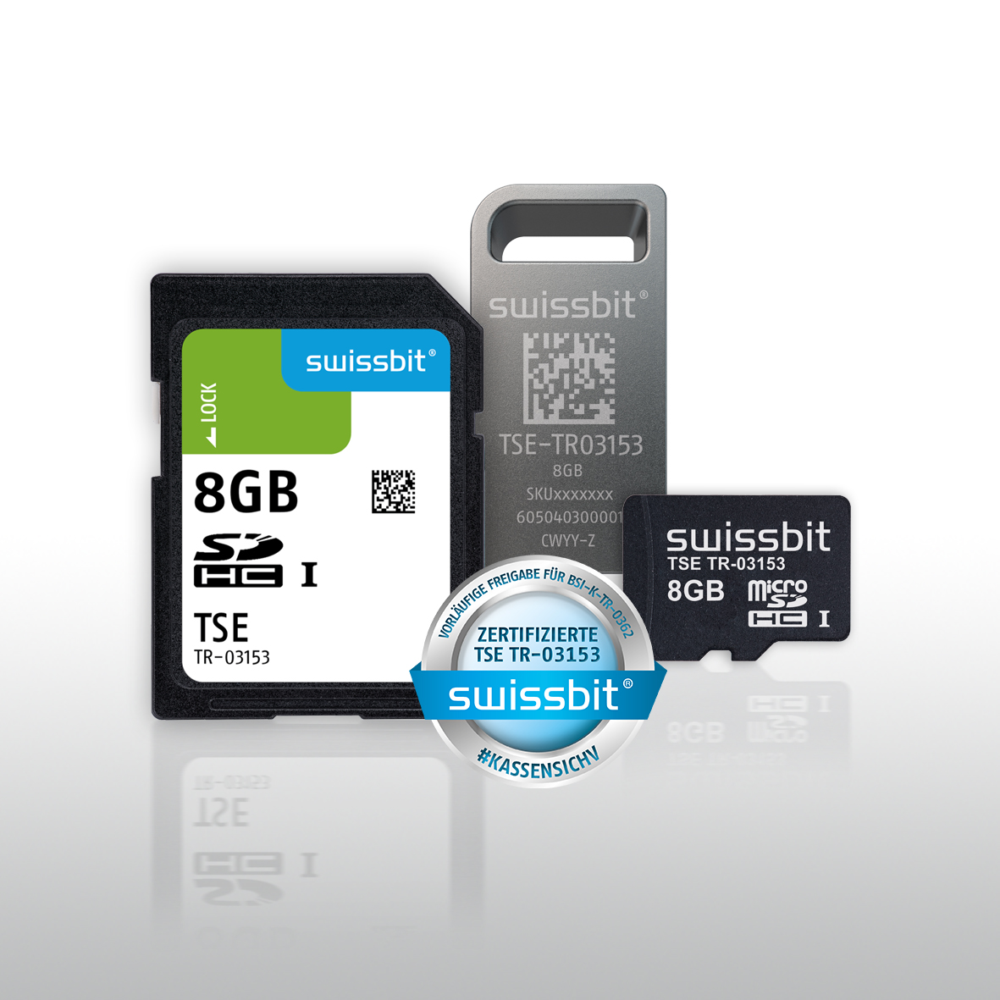 swissbit®
LOCK
8GB
SD
HC I
TSE
TR-03153
swissbit®
TSE-TR03153
8GB
SKUxxxxxxx
605040300001
CWYY-Z
swissbit
TSE TR-03153
8GB
micro
SD
HC I
VORLÄUFIGE FREIGABE FÜR BSI-K-TR-0362
ZERTIFIZIERTE
TSE TR-03153
swissbit®
#KASSENSICHV